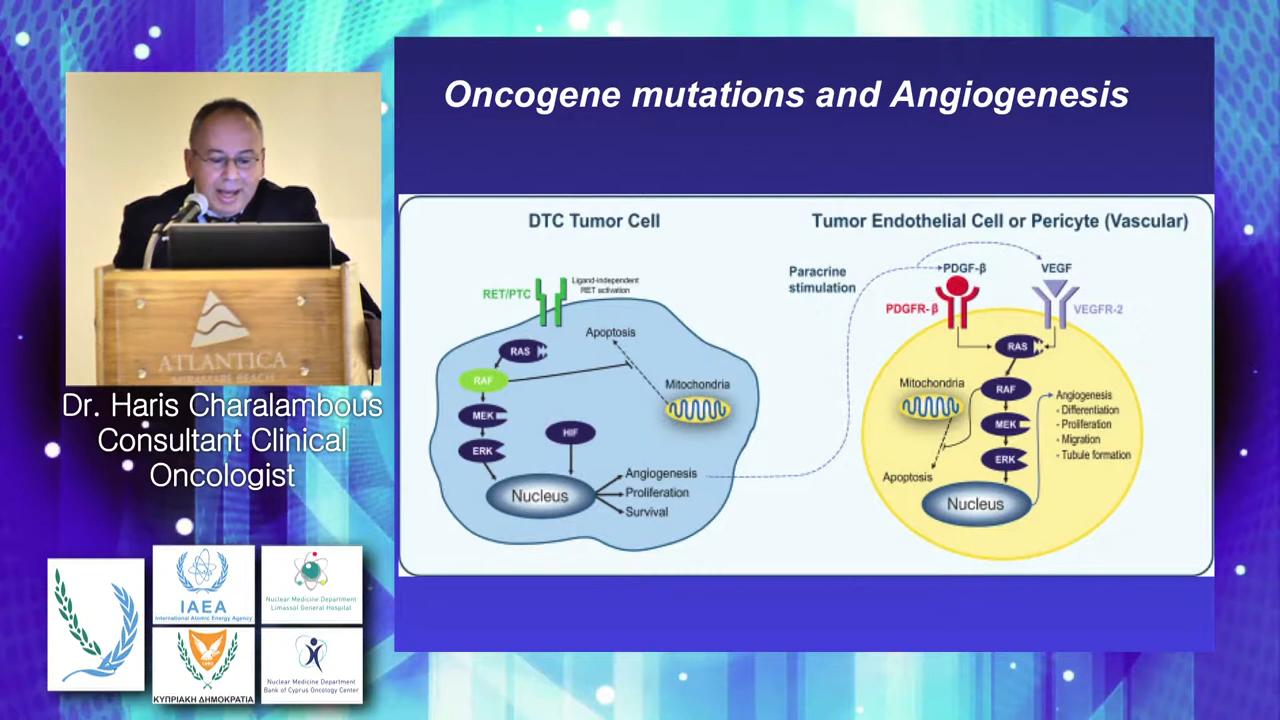 Oncogene mutations and Angiogenesis
DTC Tumor Cell
Tumor Endothelial Cell or Pericyte (Vascular)
RET/PTC
Ligand-independent
RET activation
Apoptosis
RAS
RAF
MEK
ERK
HIF
Mitochondria
Nucleus
Angiogenesis
Proliferation
Survival
Paracrine
stimulation
PDGF-β
VEGF
PDGFR-β
VEGFR-2
RAS
Mitochondria
RAF
MEK
ERK
Apoptosis
Nucleus
Angiogenesis
- Differentiation
- Proliferation
- Migration
- Tubule formation
ATLANTICA
MIRAMARE BEACH
Dr. Haris Charalambous
Consultant Clinical
Oncologist
IAEA
International Atomic Energy Agency
Nuclear Medicine Department
Limassol General Hospital
ΚΥΠΡΙΑΚΗ ΔΗΜΟΚΡΑΤΙΑ
Nuclear Medicine Department
Bank of Cyprus Oncology Center